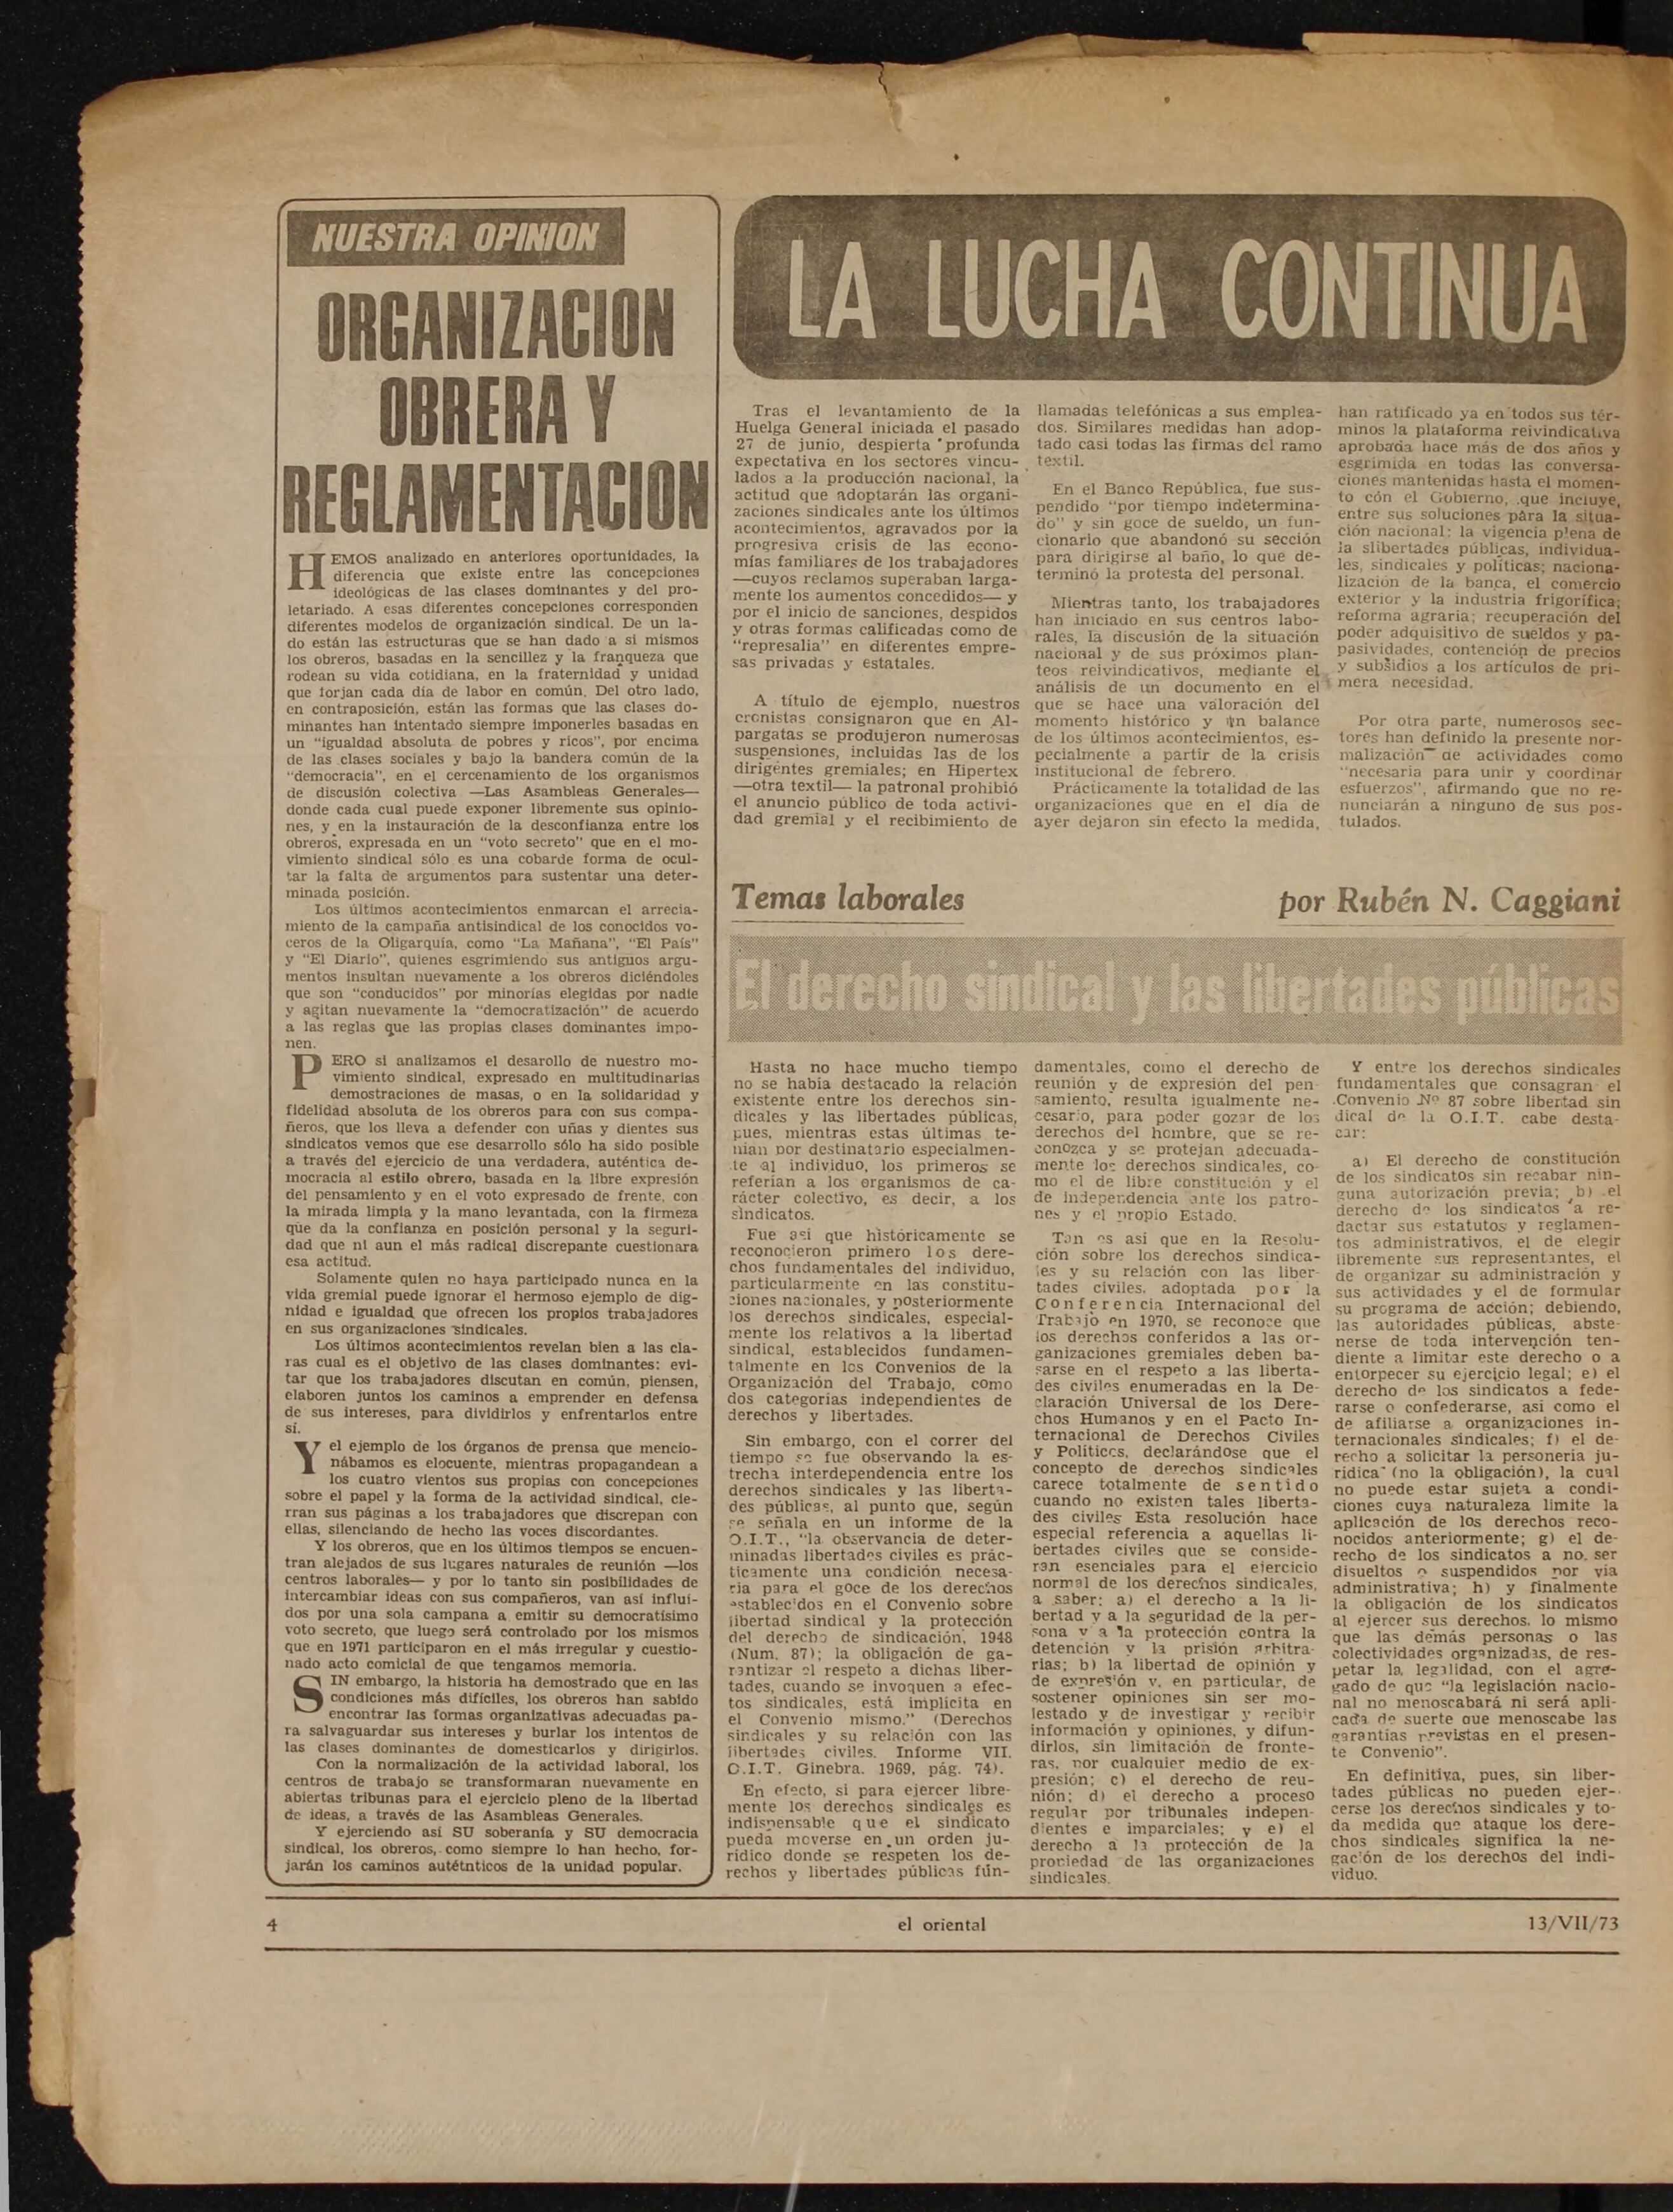 NUESTRA OPINION
ORGANIZACION
OBRERA Y
REGLAMENTACION
HEMOS analizado en anteriores oportunidades, la
diferencia que existe entre las concepciones
ideológicas de las clases dominantes y del pro-
letariado. A esas diferentes concepciones corresponden
diferentes modelos de organización sindical. De un la-
do están las estructuras que se han dado a si mismos
los obreros, basadas en la sencillez y la franqueza que
rodean su vida cotidiana, en la fraternidad y unidad
que forjan cada día de labor en común. Del otro lado,
en contraposición, están las formas que las clases do-
minantes han intentado siempre imponerles basadas en
un "igualdad absoluta de pobres y ricos", por encima
de las clases sociales y bajo la bandera común de la
"democracia", en el cercenamiento de los organismos
de discusión colectiva —Las Asambleas Generales—
donde cada cual puede exponer libremente sus opinio-
nes, y en la instauración de la desconfianza entre los
obreros, expresada en un "voto secreto" que en el mo-
vimiento sindical sólo es una cobarde forma de ocul-
tar la falta de argumentos para sustentar una deter-
minada posición.
Los últimos acontecimientos enmarcan el arrecia-
miento de la campaña antisindical de los conocidos vo-
ceros de la Oligarquía, como "La Mañana", "El País"
y "El Diario", quienes esgrimiendo sus antiguos argu-
mentos insultan nuevamente a los obreros diciéndoles
que son "conducidos" por minorías elegidas por nadie
y agitan nuevamente la "democratización" de acuerdo
a las reglas que las propias clases dominantes impo-
nen.
PERO si analizamos el desarollo de nuestro mo-
vimiento sindical, expresado en multitudinarias
demostraciones de masas, o en la solidaridad y
fidelidad absoluta de los obreros para con sus compa-
ñeros, que los lleva a defender con uñas y dientes sus
sindicatos vemos que ese desarrollo sólo ha sido posible
a través del ejercicio de una verdadera, auténtica de-
mocracia al estilo obrero, basada en la libre expresión
del pensamiento y en el voto expresado de frente, con
la mirada limpia y la mano levantada, con la firmeza
que da la confianza en posición personal y la seguri-
dad que ni aun el más radical discrepante cuestionara
esa actitud.
Solamente quien no haya participado nunca en la
vida gremial puede ignorar el hermoso ejemplo de dig-
nidad e igualdad que ofrecen los propios trabajadores
en sus organizaciones sindicales.
Los últimos acontecimientos revelan bien a las cla-
ras cual es el objetivo de las clases dominantes: evi-
tar que los trabajadores discutan en común, piensen,
elaboren juntos los caminos a emprender en defensa
de sus intereses, para dividirlos y enfrentarlos entre
sí.
Y el ejemplo de los órganos de prensa que mencio-
nábamos es elocuente, mientras propagandean a
los cuatro vientos sus propias con concepciones
sobre el papel y la forma de la actividad sindical, cie-
rran sus páginas a los trabajadores que discrepan con
ellas, silenciando de hecho las voces discordantes.
Y los obreros, que en los últimos tiempos se encuen-
tran alejados de sus lugares naturales de reunión —los
centros laborales— y por lo tanto sin posibilidades de
intercambiar ideas con sus compañeros, van así influí-
dos por una sola campana a emitir su democratísimo
voto secreto, que luego será controlado por los mismos
que en 1971 participaron en el más irregular y cuestio-
nado acto comicial de que tengamos memoria.
SIN embargo, la historia ha demostrado que en las
condiciones más difíciles, los obreros han sabido
encontrar las formas organizativas adecuadas pa-
ra salvaguardar sus intereses y burlar los intentos de
las clases dominantes de domesticarlos y dirigirlos.
Con la normalización de la actividad laboral, los
centros de trabajo se transformaran nuevamente en
abiertas tribunas para el ejercicio pleno de la libertad
de ideas, a través de las Asambleas Generales.
Y ejerciendo así SU soberanía y SU democracia
sindical, los obreros, como siempre lo han hecho, for-
jarán los caminos autétnticos de la unidad popular.
LA LUCHA CONTINUA
Tras el levantamiento de la
Huelga General iniciada el pasado
27 de junio, despierta profunda
expectativa en los sectores vincu-
lados a la producción nacional, la
actitud que adoptarán las organi-
zaciones sindicales ante los últimos
acontecimientos, agravados por la
progresiva crisis de las econo-
mías familiares de los trabajadores
—cuyos reclamos superaban larga-
mente los aumentos concedidos— y
por el inicio de sanciones, despidos
y otras formas calificadas como de
"represalia" en diferentes empre-
sas privadas y estatales.
A título de ejemplo, nuestros
cronistas consignaron que en Al-
pargatas se produjeron numerosas
suspensiones, incluidas las de los
dirigentes gremiales; en Hipertex
—otra textil— la patronal prohibió
el anuncio público de toda activi-
dad gremial y el recibimiento de
llamadas telefónicas a sus emplea-
dos. Similares medidas han adop-
tado casi todas las firmas del ramo
textil.
En el Banco República, fue sus-
pendido "por tiempo indetermina-
do" y sin goce de sueldo, un fun-
cionario que abandonó su sección
para dirigirse al baño, lo que de-
terminó la protesta del personal.
Mientras tanto, los trabajadores
han iniciado en sus centros labo-
rales, la discusión de la situación
nacional y de sus próximos plan-
teos reivindicativos, mediante el
análisis de un documento en el
que se hace una valoración del
momento histórico y un balance
de los últimos acontecimientos, es-
pecialmente a partir de la crisis
institucional de febrero.
Prácticamente la totalidad de las
organizaciones que en el día de
ayer dejaron sin efecto la medida,
han ratificado ya en todos sus tér-
minos la plataforma reivindicativa
aprobada hace más de dos años y
esgrimida en todas las conversa-
ciones mantenidas hasta el momen-
to cón el Gobierno, que incluye,
entre sus soluciones para la situa-
ción nacional: la vigencia plena de
la slibertades públicas, individua-
les, sindicales y políticas; naciona-
lización de la banca, el comercio
exterior y la industria frigorífica;
reforma agraria; recuperación del
poder adquisitivo de sueldos y pa-
pasividades, contención de precios
y subsidios a los artículos de pri-
mera necesidad.
Por otra parte, numerosos sec-
tores han definido la presente nor-
malización de actividades como
"necesaria para unir y coordinar
esfuerzos", afirmando que no re-
nunciarán a ninguno de sus pos-
tulados.
Temas laborales
por Rubén N. Caggiani
El derecho sindical y las libertades públicas
Hasta no hace mucho tiempo
no se había destacado la relación
existente entre los derechos sin-
dicales y las libertades públicas,
pues, mientras estas últimas te-
nían por destinatario especialmen-
te al individuo, los primeros se
referían a los organismos de ca-
rácter colectivo, es decir, a los
sindicatos.
Fue así que históricamente se
reconocieron primero los dere-
chos fundamentales del individuo,
particularmente en las constitu-
ciones nacionales, y posteriormente
los derechos sindicales, especial-
mente los relativos a la libertad
sindical, establecidos fundamen-
talmente en los Convenios de la
Organización del Trabajo, como
dos categorías independientes de
derechos y libertades.
Sin embargo, con el correr del
tiempo se fue observando la es-
trecha interdependencia entre los
derechos sindicales y las liberta-
des públicas, al punto que, según
se señala en un informe de la
O.I.T., "la observancia de deter-
minadas libertades civiles es prác-
ticamente una condición necesa-
ria para el goce de los derechos
establecidos en el Convenio sobre
libertad sindical y la protección
del derecho de sindicación, 1948
(Num. 87); la obligación de ga-
rantizar el respeto a dichas liber-
tades, cuando se invoquen a efec-
tos sindicales, está implícita en
el Convenio mismo." (Derechos
sindicales y su relación con las
libertades civiles. Informe VII.
O.I.T. Ginebra. 1969, pág. 74).
En efecto, si para ejercer libre-
mente los derechos sindicales es
indispensable que el sindicato
pueda moverse en un orden ju-
rídico donde se respeten los de-
rechos y libertades públicas fún-
damentales, como el derecho de
reunión y de expresión del pen
samiento, resulta igualmente ne-
cesario, para poder gozar de los
derechos del hombre, que se re-
conozca y se protejan adecuada-
mente los derechos sindicales, co-
mo el de libre constitución y el
de independencia ante los patro-
nes y el propio Estado.
Tan es así que en la Resolu-
ción sobre los derechos sindica-
les y su relación con las liber-
tades civiles, adoptada por la
Conferencia Internacional del
Trabajo en 1970, se reconoce que
los derechos conferidos a las or-
ganizaciones gremiales deben ba-
sarse en el respeto a las liberta-
des civiles enumeradas en la De-
claración Universal de los Dere-
chos Humanos y en el Pacto In-
ternacional de Derechos Civiles
y Políticos, declarándose que el
concepto de derechos sindicales
carece totalmente de sentido
cuando no existen tales liberta-
des civiles Esta resolución hace
especial referencia a aquellas li-
bertades civiles que se conside-
ran esenciales para el ejercicio
normal de los derechos sindicales,
a saber: a) el derecho a la li-
bertad y a la seguridad de la per-
sona y a la protección contra la
detención y la prisión arbitra-
rias; b) la libertad de opinión y
de expresión y, en particular, de
sostener opiniones sin ser mo-
lestado y de investigar y recibir
información y opiniones, y difun-
dirlos, sin limitación de fronte-
ras, por cualquier medio de ex-
presión; c) el derecho de reu-
nión; d) el derecho a proceso
regular por tribunales indepen-
dientes e imparciales; y e) el
derecho a la protección de la
propiedad de las organizaciones
sindicales.
Y entre los derechos sindicales
fundamentales que consagran el
Convenio Nº 87 sobre libertad sin
dical de la O.I.T. cabe desta-
car:
a) El derecho de constitución
de los sindicatos sin recabar nin-
guna autorización previa; b) el
derecho de los sindicatos a re-
dactar sus estatutos y reglamen-
tos administrativos, el de elegir
libremente sus representantes, el
de organizar su administración y
sus actividades y el de formular
su programa de acción; debiendo,
las autoridades públicas, abste-
nerse de toda intervención ten-
diente a limitar este derecho o a
entorpecer su ejercicio legal; e) el
derecho de los sindicatos a fede-
rarse o confederarse, así como el
de afiliarse a organizaciones in-
ternacionales sindicales; f) el de-
recho a solicitar la personería ju-
rídica (no la obligación), la cual
no puede estar sujeta a condi-
ciones cuya naturaleza limite la
aplicación de los derechos reco-
nocidos anteriormente; g) el de-
recho de los sindicatos a no ser
disueltos o suspendidos por vía
administrativa; h) y finalmente
la obligación de los sindicatos
al ejercer sus derechos, lo mismo
que las demás personas o las
colectividades organizadas, de res-
petar la legalidad, con el agre-
gado de que "la legislación nacio-
nal no menoscabará ni será apli-
cada de suerte que menoscabe las
garantías previstas en el presen-
te Convenio".
En definitiva, pues, sin liber-
tades públicas no pueden ejer-
cerse los derechos sindicales y to-
da medida que ataque los dere-
chos sindicales significa la ne-
gación de los derechos del indi-
viduo.
4
el oriental
13/VII/73